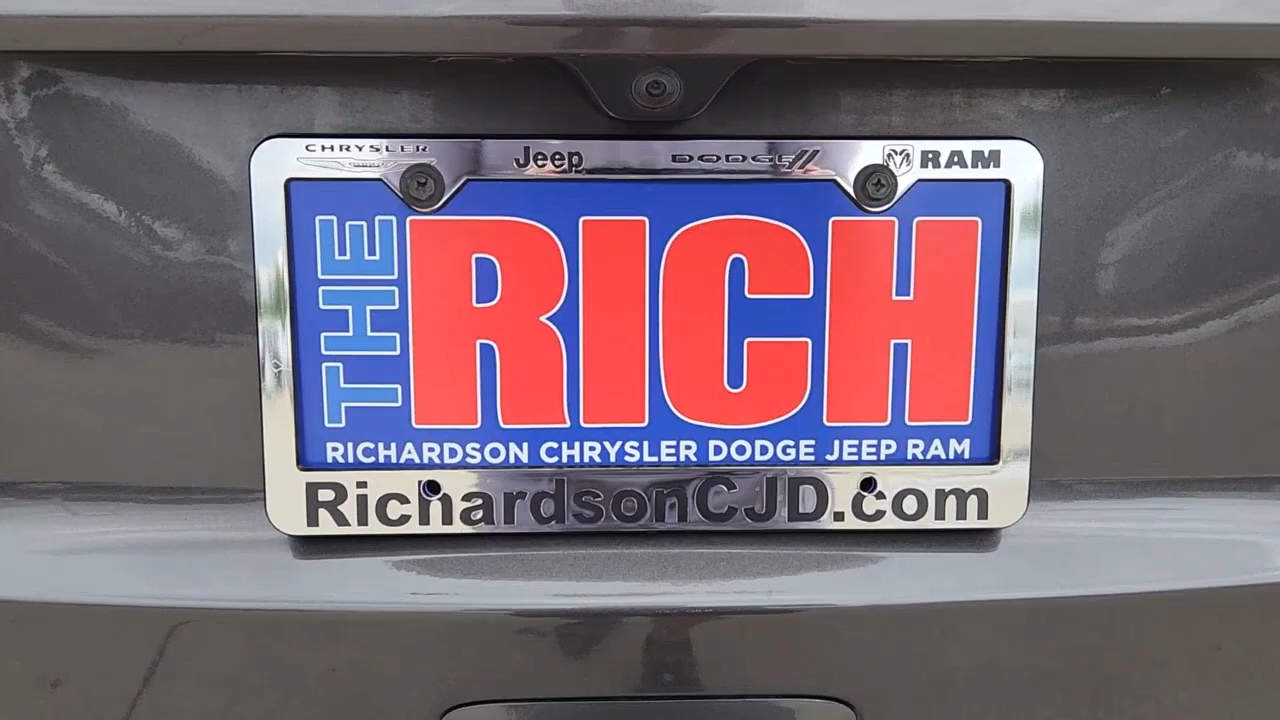 CHRYSLER Jeep DODGE RAM
THE RICH
RICHARDSON CHRYSLER DODGE JEEP RAM
RichardsonCJD.com